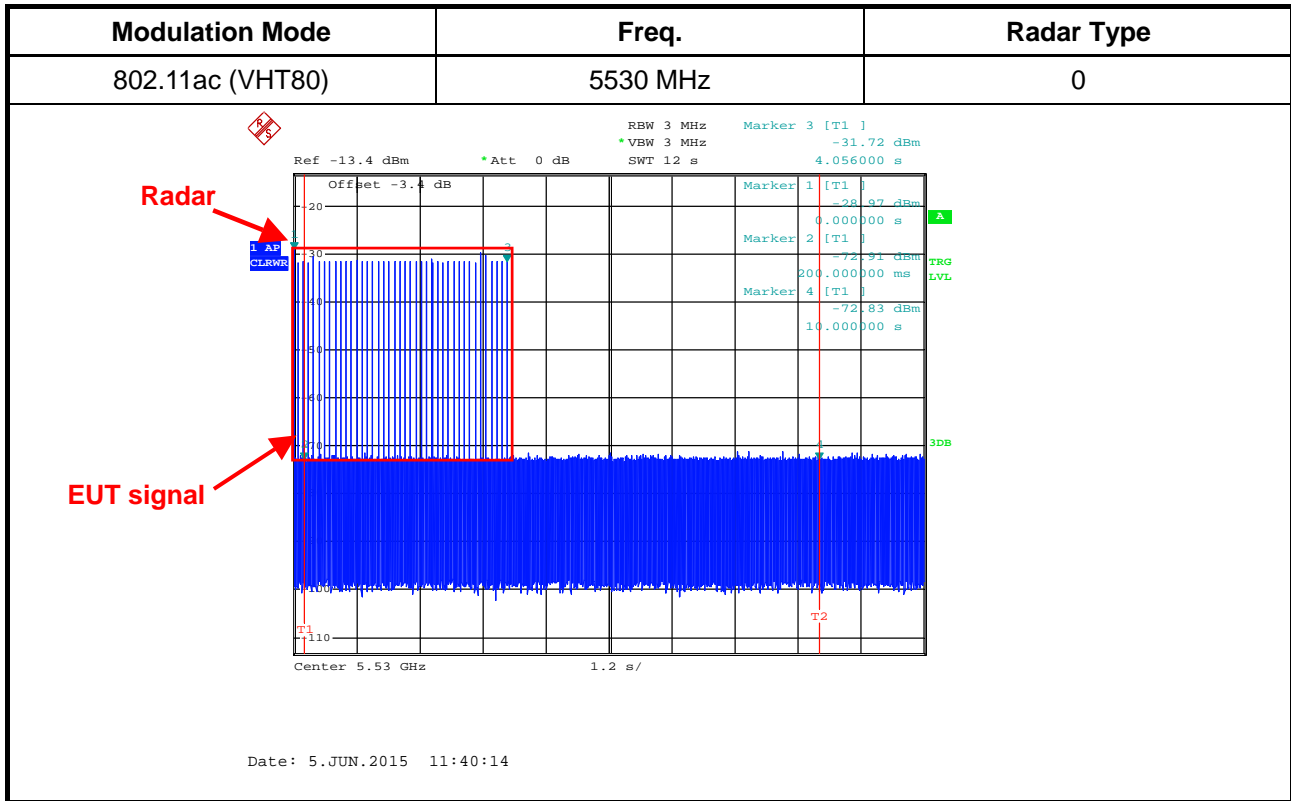 Modulation Mode Freq. Radar Type
802.11ac (VHT80) 5530 MHz 0
R S
RBW 3 MHz Marker 3 [T1 ]
*VBW 3 MHz -31.72 dBm
Ref -13.4 dBm *Att 0 dB SWT 12 s 4.056000 s
Offset -3.4 dB Marker 1 [T1 ]
Radar
-20 -28.97 dBm
0.000000 s A
1 Marker 2 [T1 ]
3
1 AP -30 -72.91 dBm TRG
CLRWR 200.000000 ms LVL
Marker 4 [T1 ]
-40 -72.83 dBm
10.000000 s
-50
-60
-70 4 3DB
EUT signal
-100
T1 T2
-110
Center 5.53 GHz 1.2 s/
Date: 5.JUN.2015 11:40:14